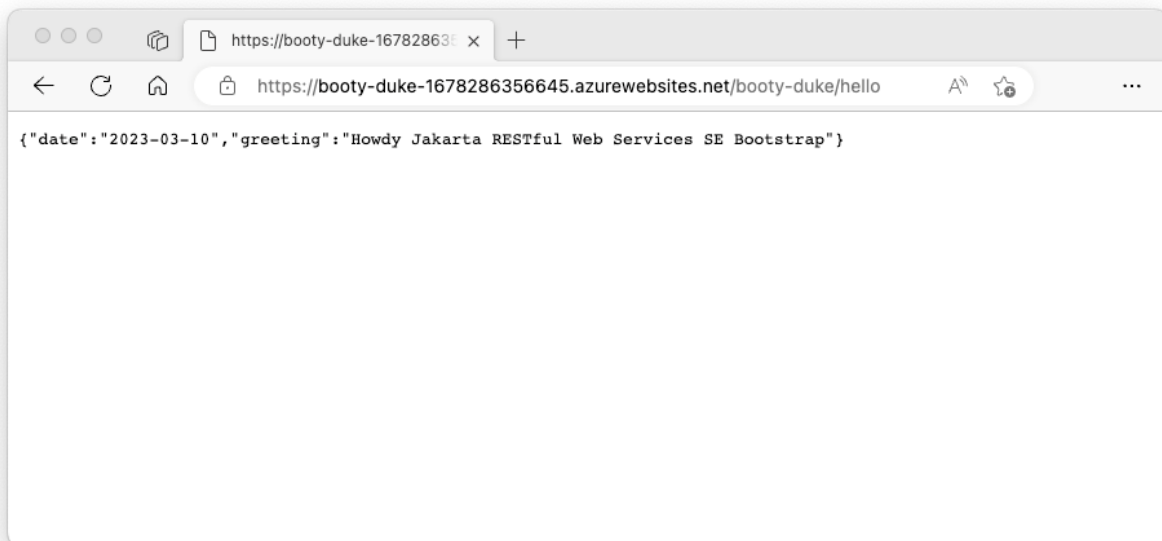 https://booty-duke-16782863
https://booty-duke-1678286356645.azurewebsites.net/booty-duke/hello
{"date":"2023-03-10","greeting":"Howdy Jakarta RESTful Web Services SE Bootstrap"}